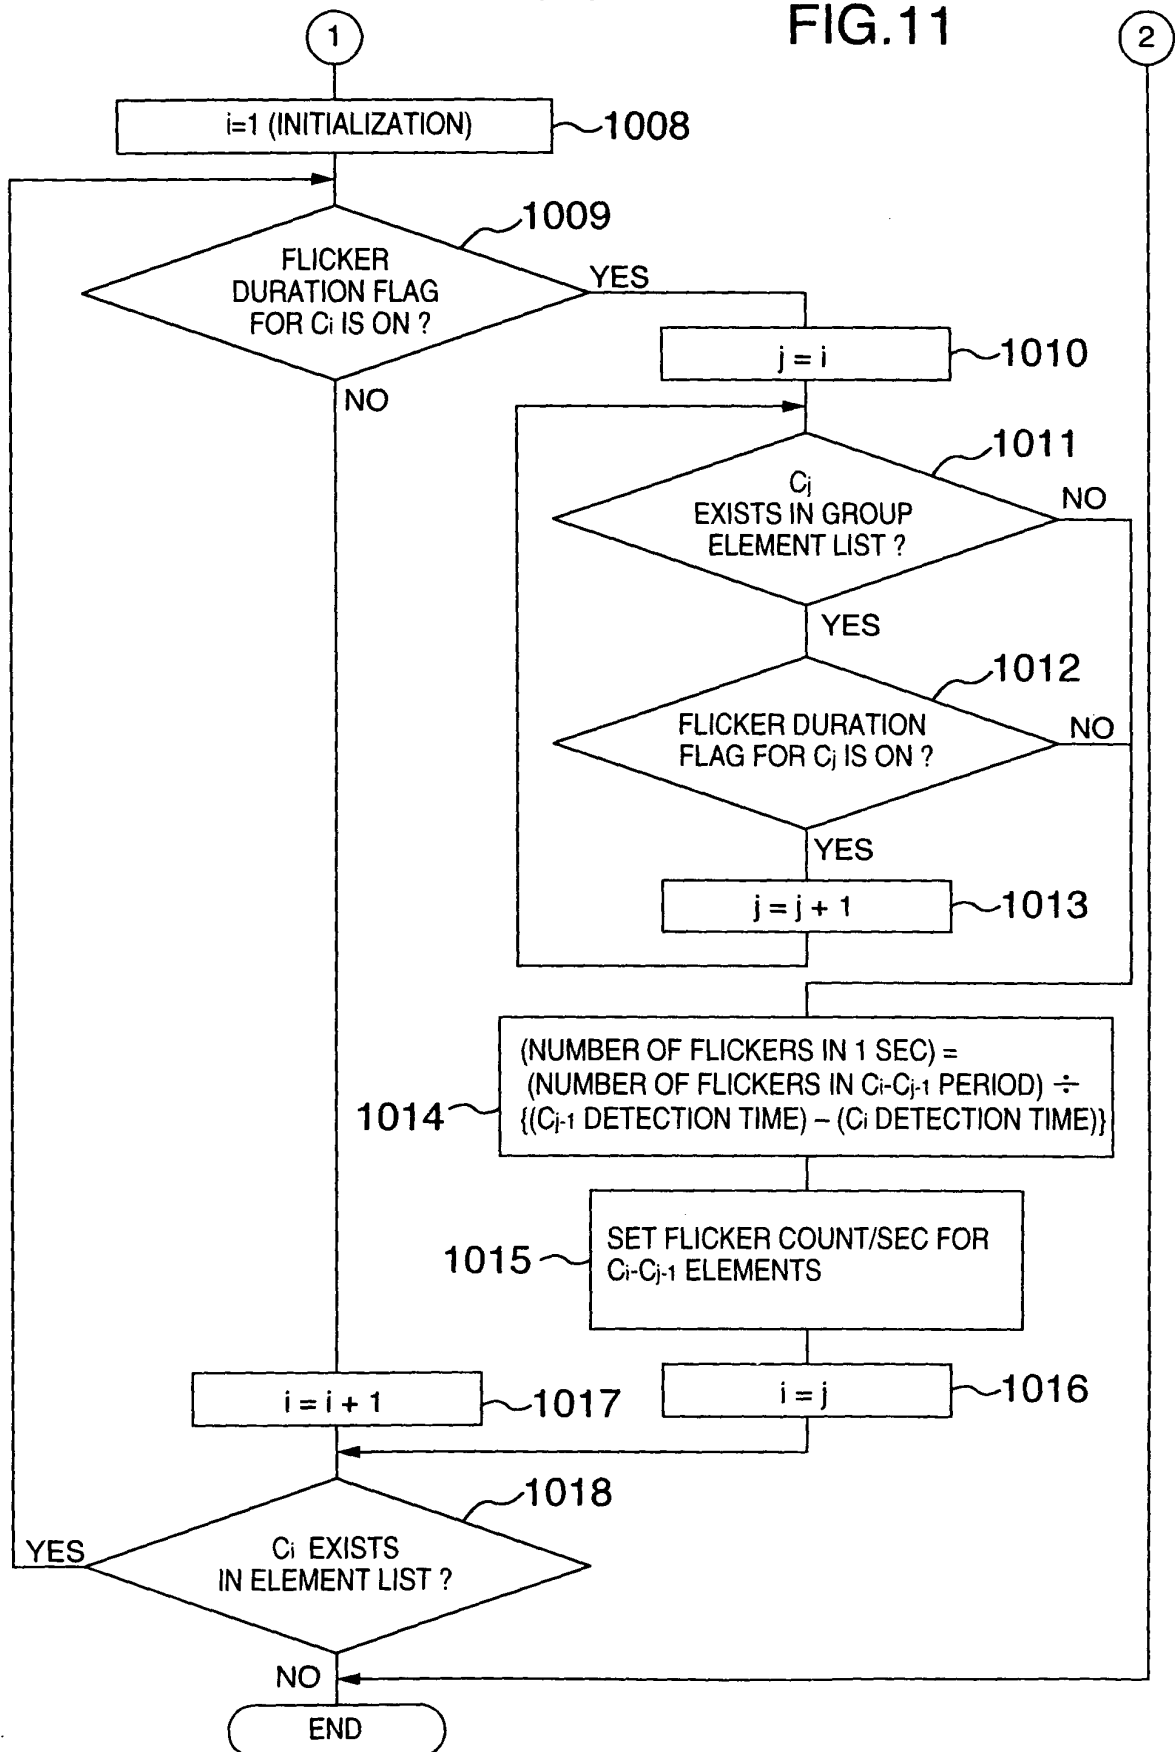 FIG.11
1
2
i=1 (INITIALIZATION)
1008
1009
FLICKER
DURATION FLAG
FOR Ci IS ON ?
YES
NO
j = i
1010
1011
Cj
EXISTS IN GROUP
ELEMENT LIST ?
NO
YES
1012
FLICKER DURATION
FLAG FOR Cj IS ON ?
NO
YES
j = j + 1
1013
(NUMBER OF FLICKERS IN 1 SEC) =
(NUMBER OF FLICKERS IN Ci-Cj-1 PERIOD) ÷
{(Cj-1 DETECTION TIME) – (Ci DETECTION TIME)}
1014
SET FLICKER COUNT/SEC FOR
Ci-Cj-1 ELEMENTS
1015
i = j
1016
i = i + 1
1017
1018
Ci EXISTS
IN ELEMENT LIST ?
YES
NO
END